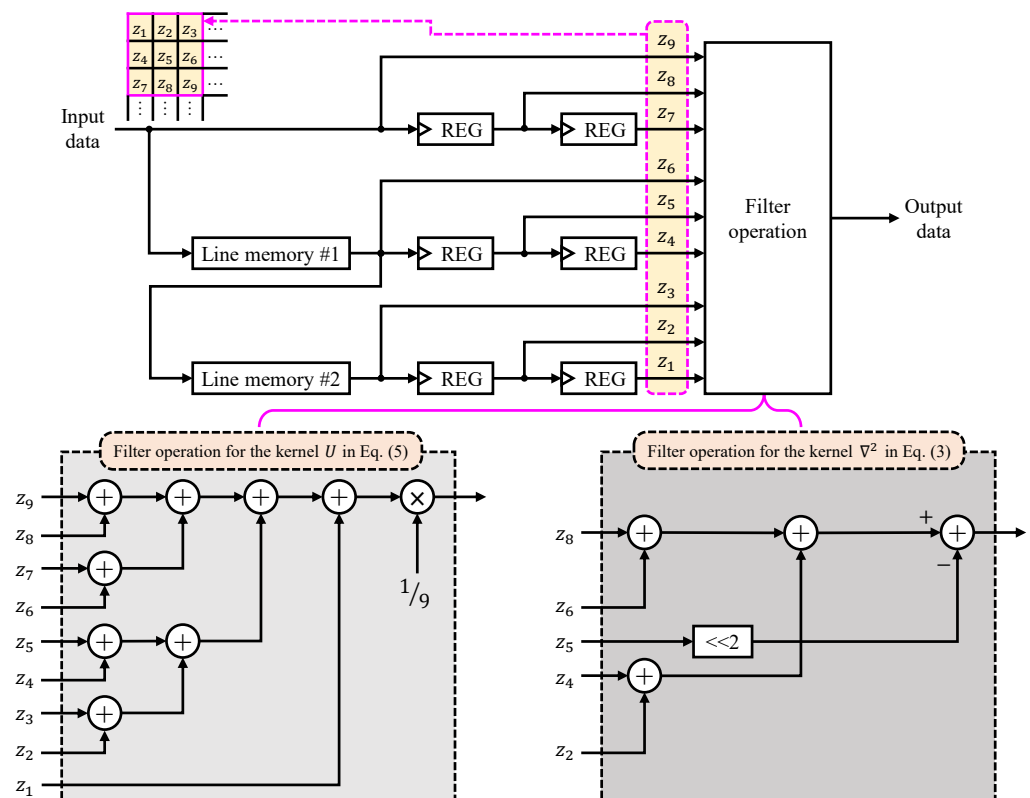 z₁ z₂ z₃ ⋯
z₄ z₅ z₆ ⋯
z₇ z₈ z₉ ⋯
⋮ ⋮ ⋮
Input
data
z₉
z₈
REG REG z₇
z₆
z₅
Line memory #1 REG REG z₄
z₃
z₂
Line memory #2 REG REG z₁
Filter
operation
Output
data
Filter operation for the kernel U in Eq. (5)
z₉ + + + + ×
z₈
z₇ +
z₆
1/9
z₅ + +
z₄
z₃ +
z₂
z₁
Filter operation for the kernel ∇² in Eq. (3)
z₈ + + + +
−
z₆
z₅ <<2
z₄ +
z₂